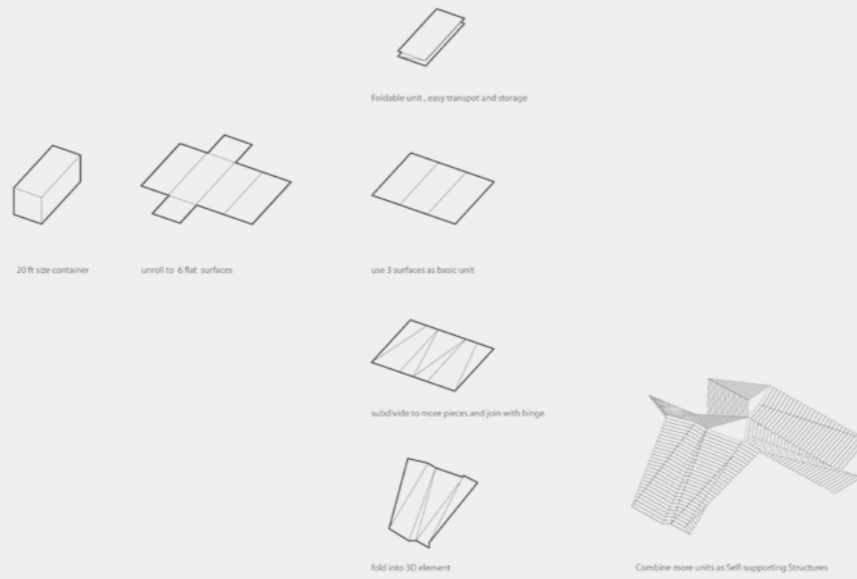 Foldable unit , easy transpot and storage
20 ft size container
unroll to 6 flat surfaces
use 3 surfaces as basic unit
subdivide to more pieces and join with hinge
fold into 3D element
Combine more units as Self-supporting Structures